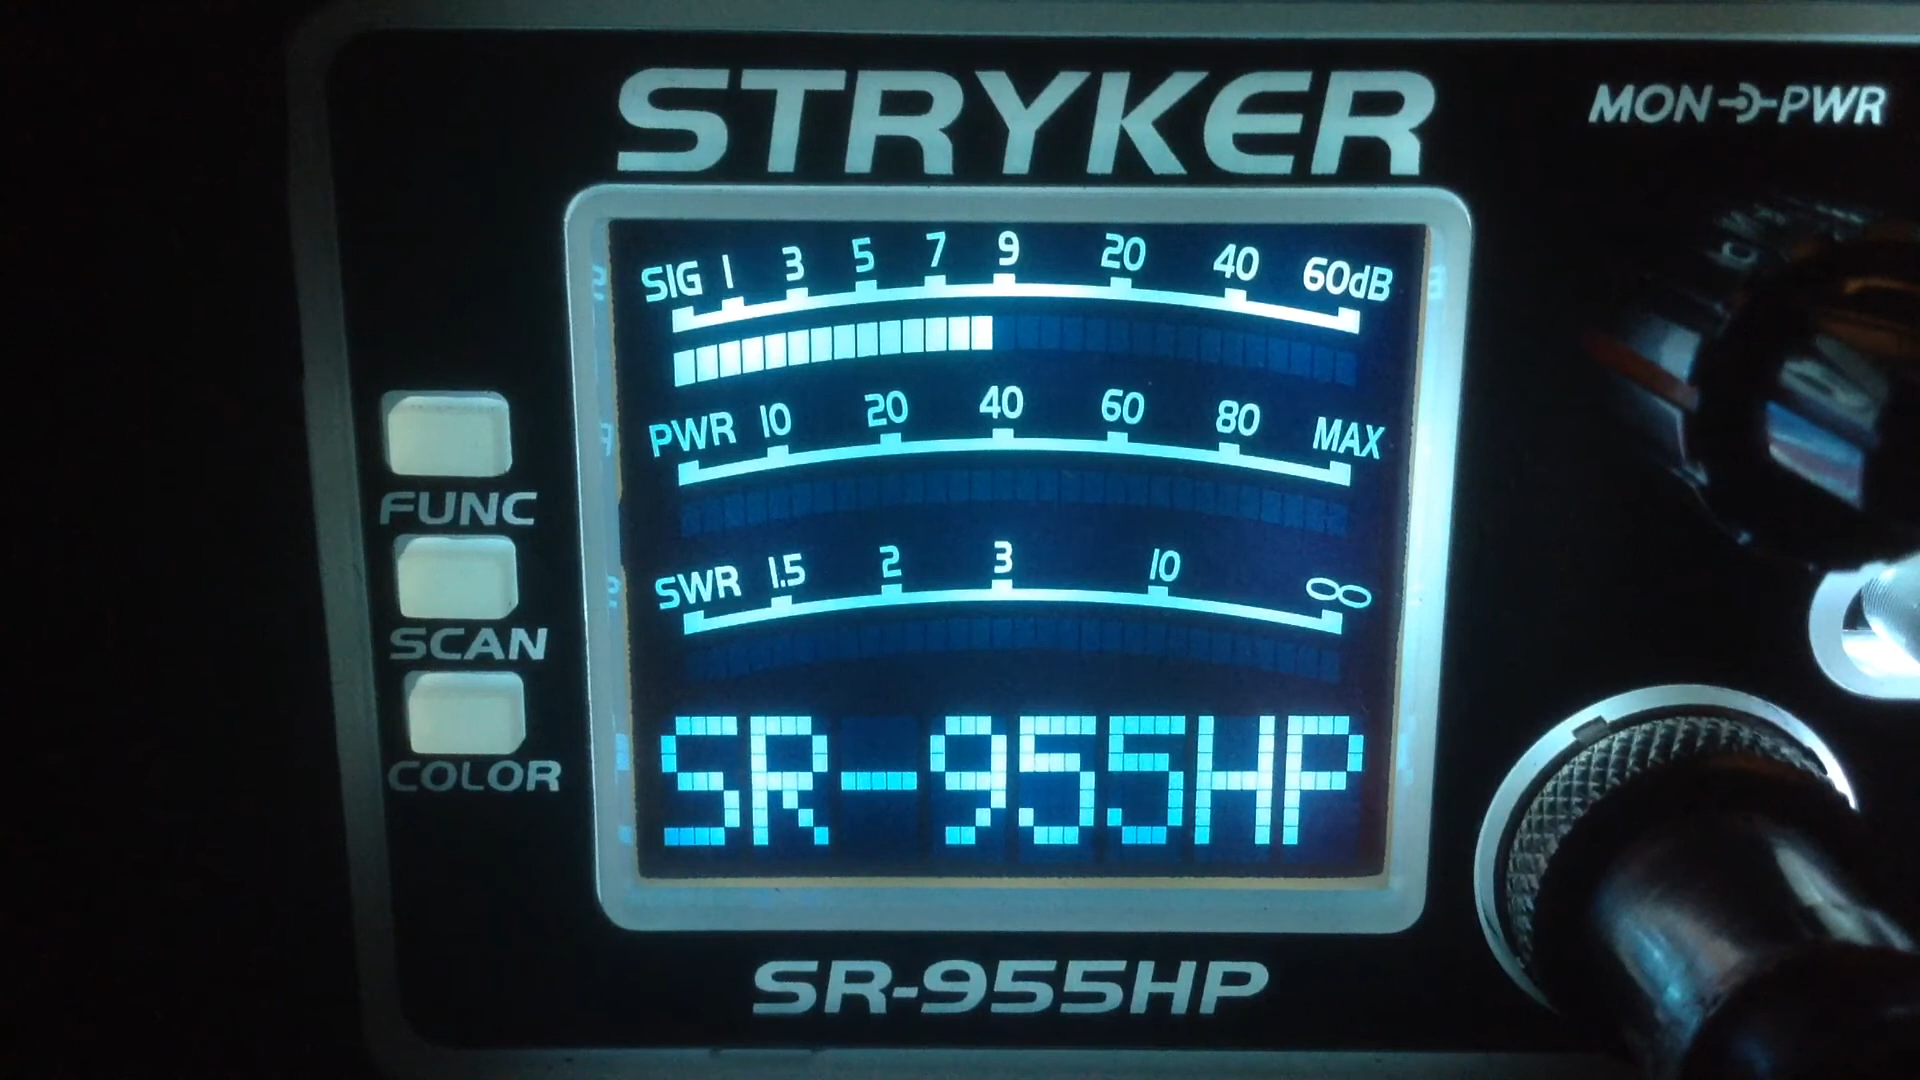 STRYKER
MON PWR
SIG 1 3 5 7 9 20 40 60dB
PWR 10 20 40 60 80 MAX
FUNC
SWR 1.5 2 3 10 ∞
SCAN
SR-955HP
COLOR
SR-955HP